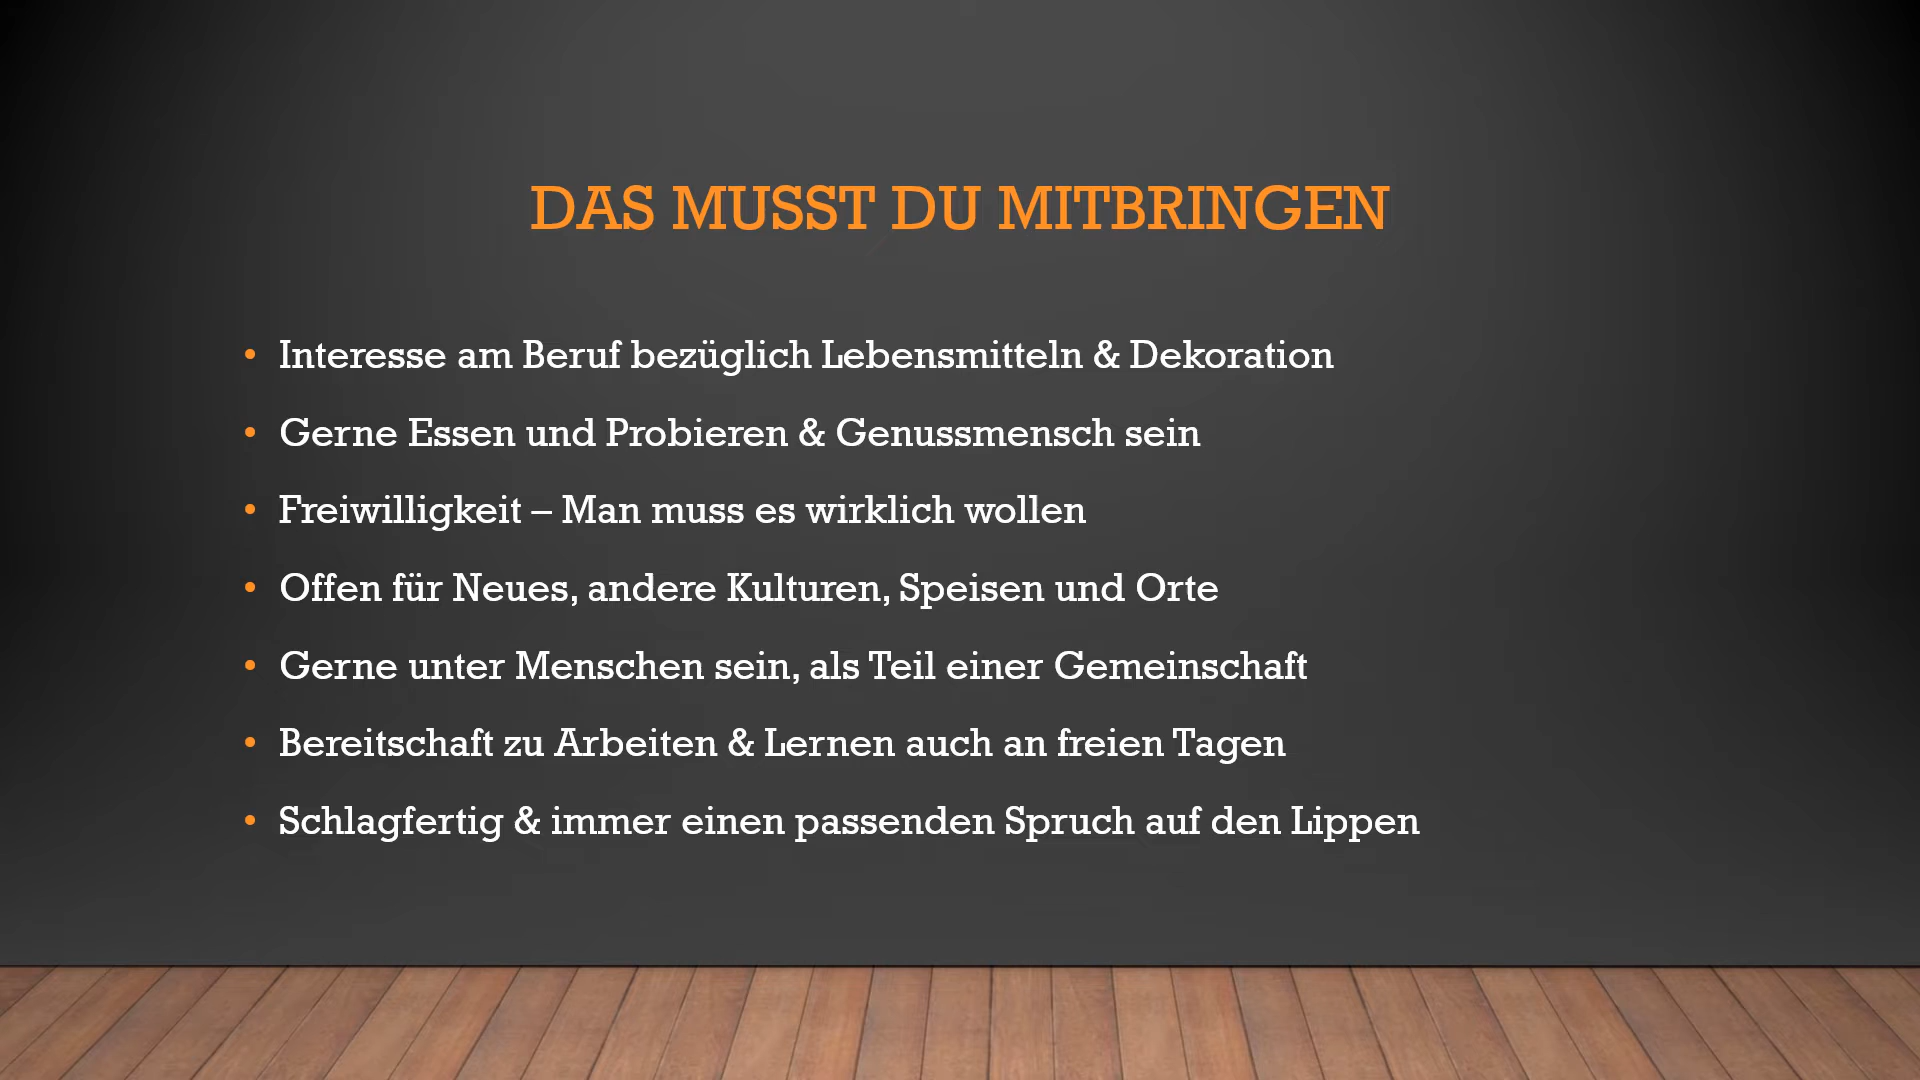 DAS MUSST DU MITBRINGEN
• Interesse am Beruf bezüglich Lebensmitteln & Dekoration
• Gerne Essen und Probieren & Genussmensch sein
• Freiwilligkeit – Man muss es wirklich wollen
• Offen für Neues, andere Kulturen, Speisen und Orte
• Gerne unter Menschen sein, als Teil einer Gemeinschaft
• Bereitschaft zu Arbeiten & Lernen auch an freien Tagen
• Schlagfertig & immer einen passenden Spruch auf den Lippen